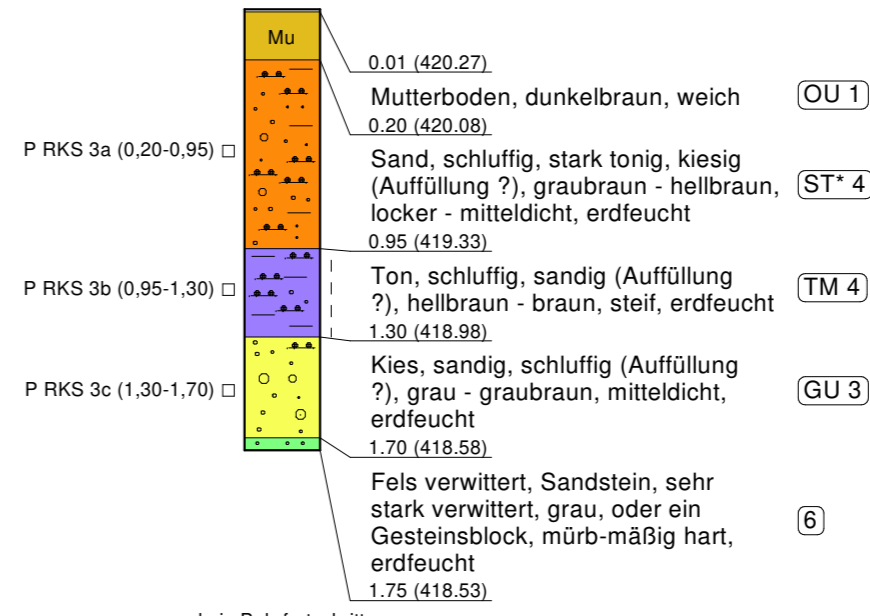 Mu
0.01 (420.27)
Mutterboden, dunkelbraun, weich
OU 1
0.20 (420.08)
P RKS 3a (0,20-0,95)
Sand, schluffig, stark tonig, kiesig
(Auffüllung ?), graubraun - hellbraun,
locker - mitteldicht, erdfeucht
ST* 4
0.95 (419.33)
P RKS 3b (0,95-1,30)
Ton, schluffig, sandig (Auffüllung
?), hellbraun - braun, steif, erdfeucht
TM 4
1.30 (418.98)
P RKS 3c (1,30-1,70)
Kies, sandig, schluffig (Auffüllung
?), grau - graubraun, mitteldicht,
erdfeucht
GU 3
1.70 (418.58)
Fels verwittert, Sandstein, sehr
stark verwittert, grau, oder ein
Gesteinsblock, mürb-mäßig hart,
erdfeucht
6
1.75 (418.53)